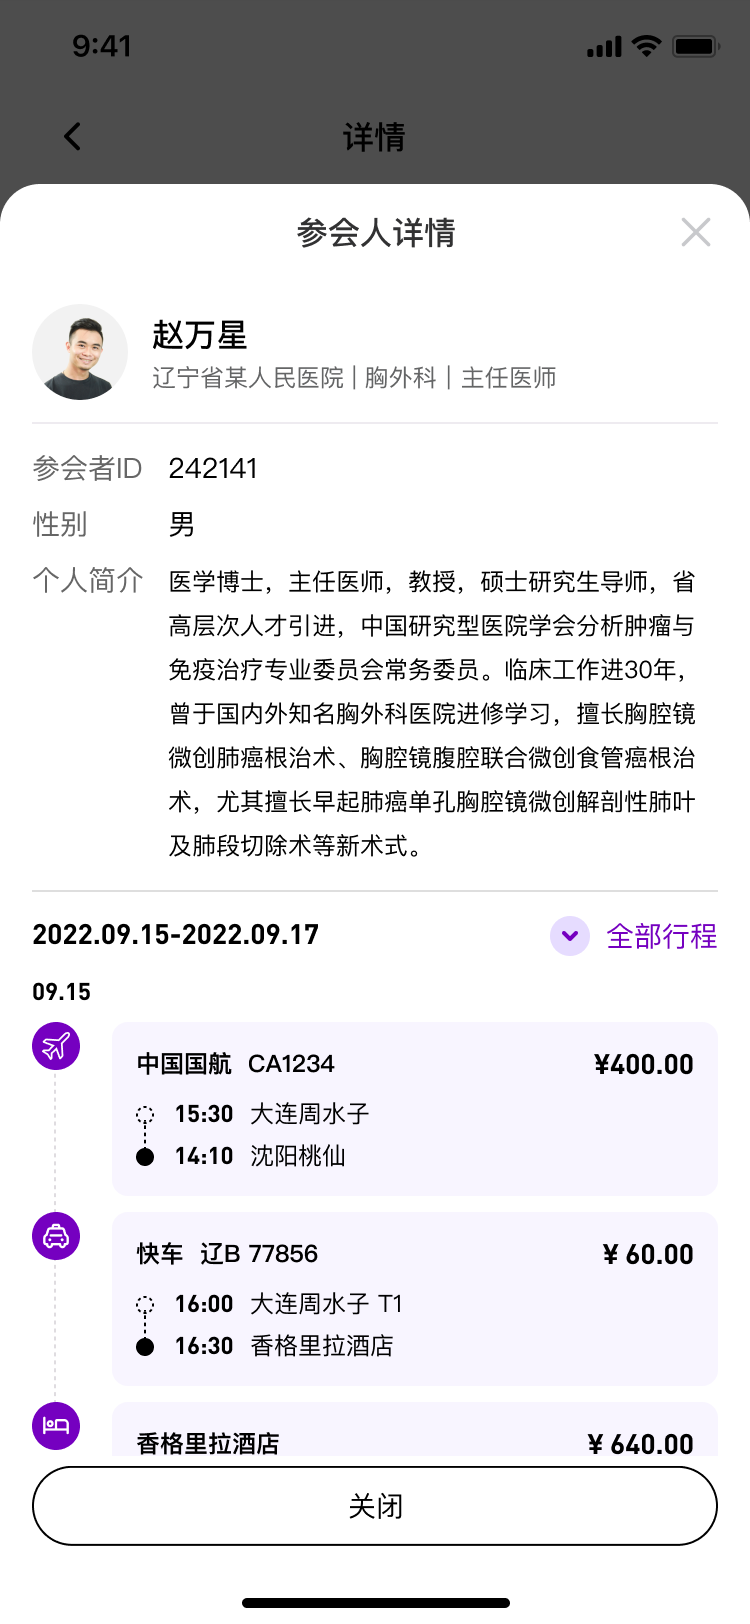 9:41
详情
参会人详情
赵万星
辽宁省某人民医院 | 胸外科 | 主任医师
参会者ID 242141
性别 男
个人简介 医学博士，主任医师，教授，硕士研究生导师，省
高层次人才引进，中国研究型医院学会分析肿瘤与
免疫治疗专业委员会常务委员。临床工作进30年，
曾于国内外知名胸外科医院进修学习，擅长胸腔镜
微创肺癌根治术、胸腔镜腹腔联合微创食管癌根治
术，尤其擅长早起肺癌单孔胸腔镜微创解剖性肺叶
及肺段切除术等新术式。
2022.09.15-2022.09.17 全部行程
09.15
中国国航 CA1234 ¥400.00
15:30 大连周水子
14:10 沈阳桃仙
快车 辽B 77856 ¥ 60.00
16:00 大连周水子 T1
16:30 香格里拉酒店
香格里拉酒店 ¥ 640.00
关闭